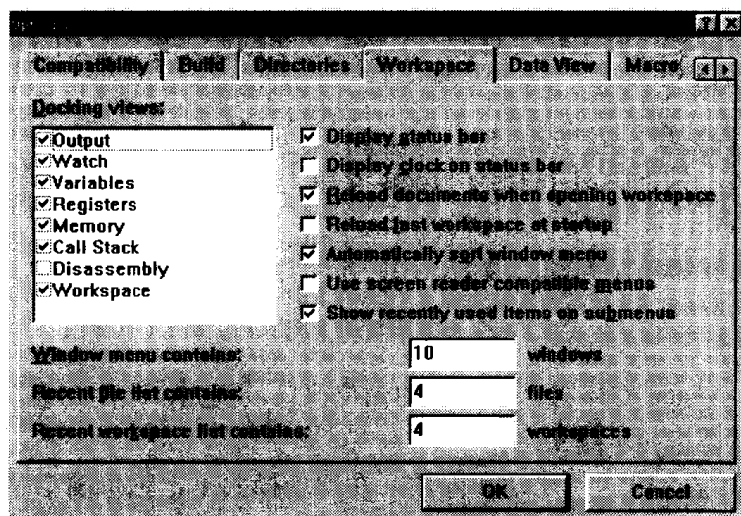 Compatibility Build Directories Workspace Data View Macro
Docking views:
Output
Watch
Variables
Registers
Memory
Call Stack
Disassembly
Workspace
Display status bar
Display clock on status bar
Reload documents when opening workspace
Reload last workspace at startup
Automatically sort window menu
Use screen reader compatible menus
Show recently used items on submenus
Window menu contains: 10 windows
Recent file list contains: 4 files
Recent workspace list contains: 4 workspaces
OK Cancel